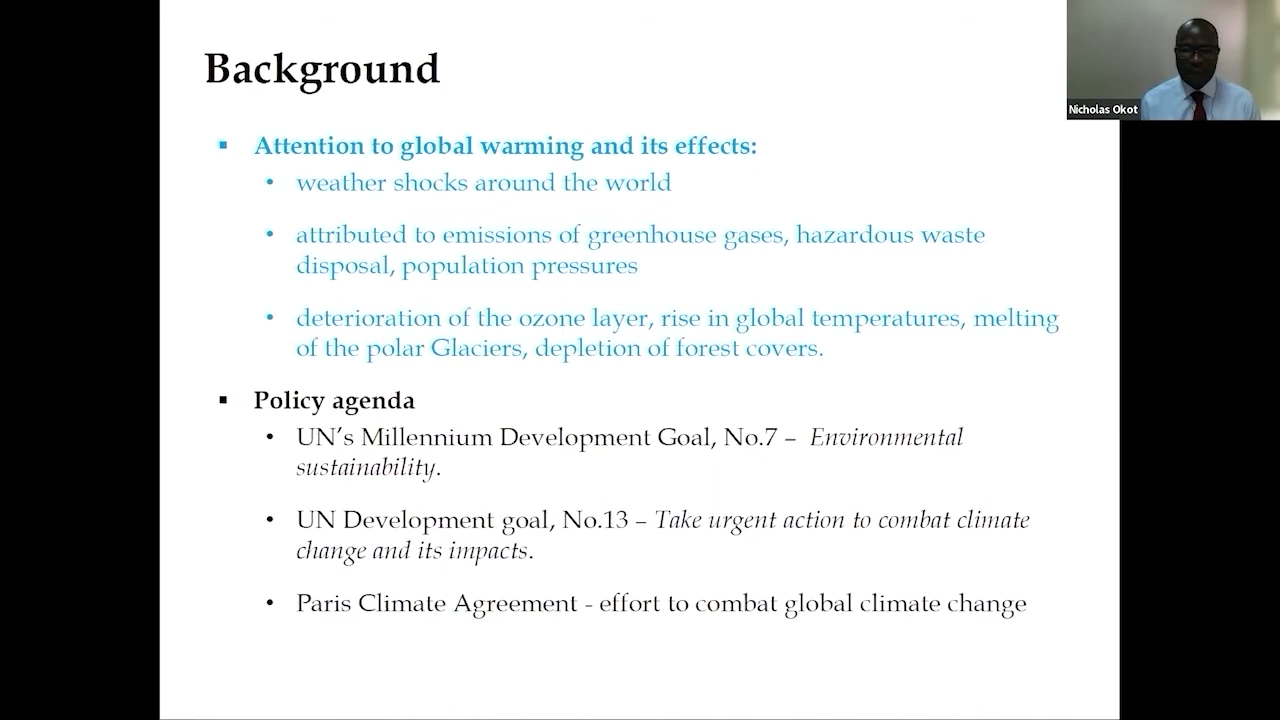 Background
Nicholas Okot
▪ Attention to global warming and its effects:
• weather shocks around the world
• attributed to emissions of greenhouse gases, hazardous waste
disposal, population pressures
• deterioration of the ozone layer, rise in global temperatures, melting
of the polar Glaciers, depletion of forest covers.
▪ Policy agenda
• UN’s Millennium Development Goal, No.7 – Environmental
sustainability.
• UN Development goal, No.13 – Take urgent action to combat climate
change and its impacts.
• Paris Climate Agreement - effort to combat global climate change